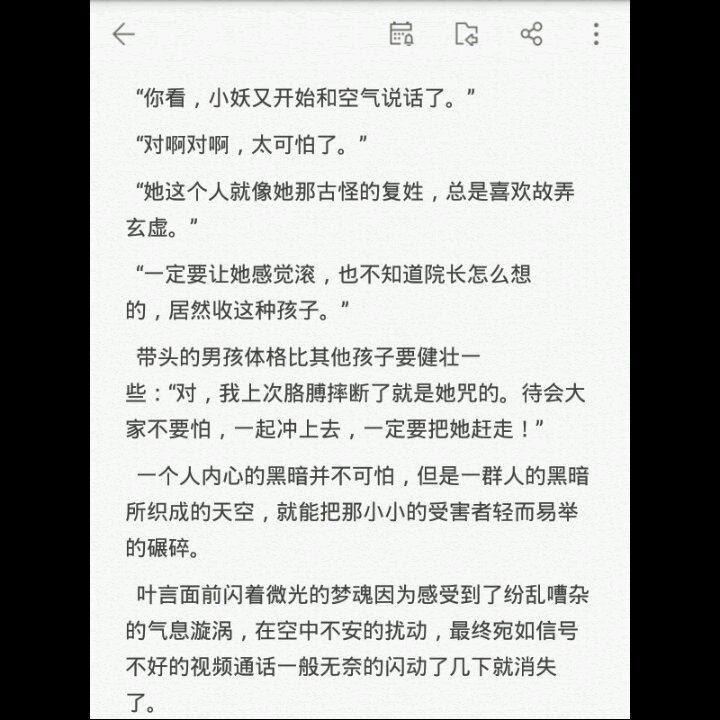 “你看，小妖又开始和空气说话了。”
“对啊对啊，太可怕了。”
“她这个人就像她那古怪的复姓，总是喜欢故弄
玄虚。”
“一定要让她感觉滚，也不知道院长怎么想
的，居然收这种孩子。”
带头的男孩体格比其他孩子要健壮一
些：“对，我上次胳膊摔断了就是她咒的。待会大
家不要怕，一起冲上去，一定要把她赶走！”
一个人内心的黑暗并不可怕，但是一群人的黑暗
所织成的天空，就能把那小小的受害者轻而易举
的碾碎。
叶言面前闪着微光的梦魂因为感受到了纷乱嘈杂
的气息漩涡，在空中不安的扰动，最终宛如信号
不好的视频通话一般无奈的闪动了几下就消失
了。